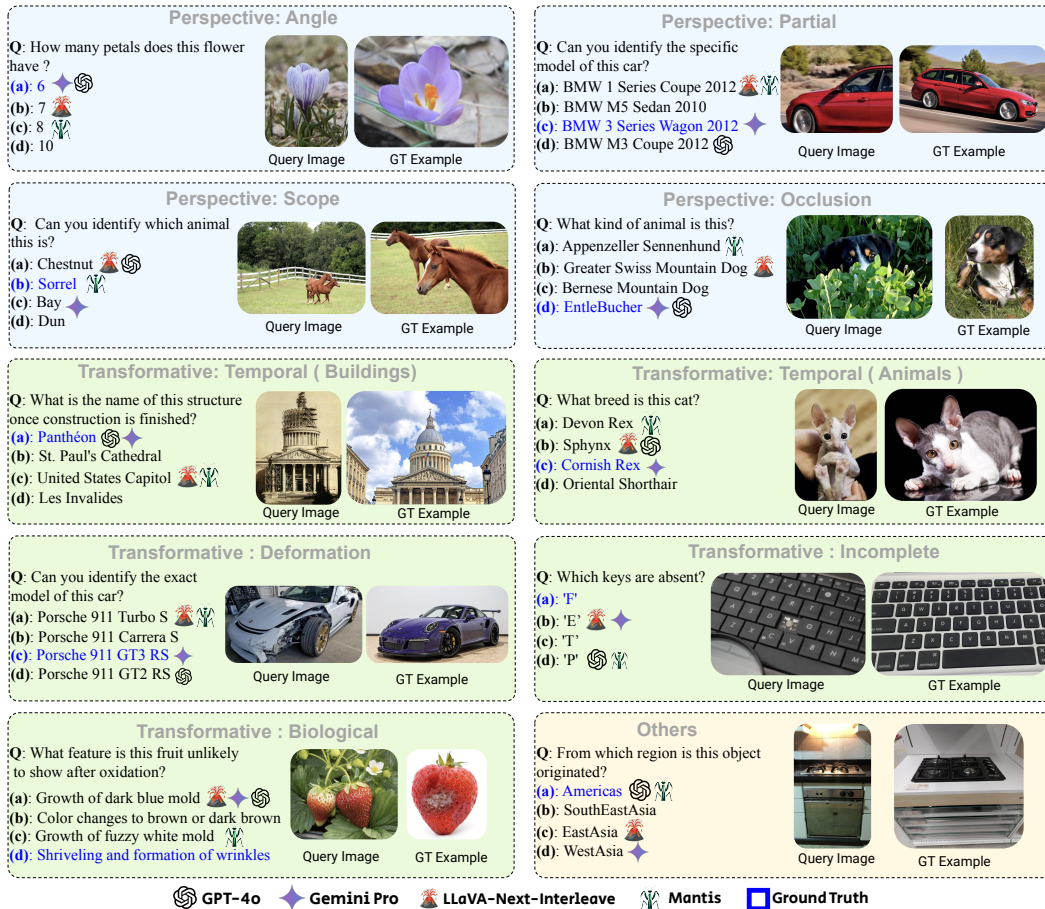 Perspective: Angle
Q: How many petals does this flower
have ?
(a): 6
(b): 7
(c): 8
(d): 10
Query Image
GT Example
Perspective: Partial
Q: Can you identify the specific
model of this car?
(a): BMW 1 Series Coupe 2012
(b): BMW M5 Sedan 2010
(c): BMW 3 Series Wagon 2012
(d): BMW M3 Coupe 2012
Query Image
GT Example
Perspective: Scope
Q: Can you identify which animal
this is?
(a): Chestnut
(b): Sorrel
(c): Bay
(d): Dun
Query Image
GT Example
Perspective: Occlusion
Q: What kind of animal is this?
(a): Appenzeller Sennenhund
(b): Greater Swiss Mountain Dog
(c): Bernese Mountain Dog
(d): EntleBucher
Query Image
GT Example
Transformative: Temporal ( Buildings)
Q: What is the name of this structure
once construction is finished?
(a): Panthéon
(b): St. Paul's Cathedral
(c): United States Capitol
(d): Les Invalides
Query Image
GT Example
Transformative: Temporal ( Animals )
Q: What breed is this cat?
(a): Devon Rex
(b): Sphynx
(c): Cornish Rex
(d): Oriental Shorthair
Query Image
GT Example
Transformative : Deformation
Q: Can you identify the exact
model of this car?
(a): Porsche 911 Turbo S
(b): Porsche 911 Carrera S
(c): Porsche 911 GT3 RS
(d): Porsche 911 GT2 RS
Query Image
GT Example
Transformative : Incomplete
Q: Which keys are absent?
(a): 'F'
(b): 'E’
(c): 'T’
(d): 'P'
Query Image
GT Example
Transformative : Biological
Q: What feature is this fruit unlikely
to show after oxidation?
(a): Growth of dark blue mold
(b): Color changes to brown or dark brown
(c): Growth of fuzzy white mold
(d): Shriveling and formation of wrinkles
Query Image
GT Example
Others
Q: From which region is this object
originated?
(a): Americas
(b): SouthEastAsia
(c): EastAsia
(d): WestAsia
Query Image
GT Example
GPT-4o Gemini Pro LLaVA-Next-Interleave Mantis Ground Truth